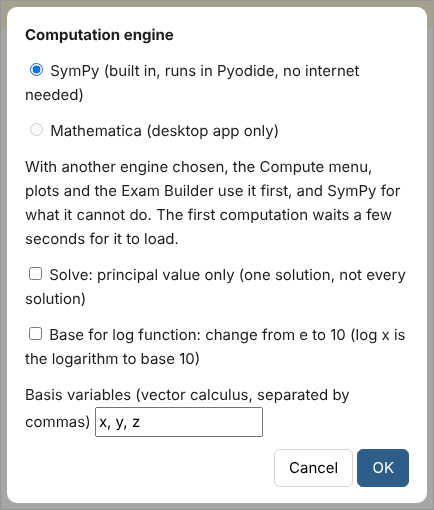 Computation engine
SymPy (built in, runs in Pyodide, no internet
needed)
Mathematica (desktop app only)
With another engine chosen, the Compute menu,
plots and the Exam Builder use it first, and SymPy for
what it cannot do. The first computation waits a few
seconds for it to load.
Solve: principal value only (one solution, not every
solution)
Base for log function: change from e to 10 (log x is
the logarithm to base 10)
Basis variables (vector calculus, separated by
commas) x, y, z
Cancel OK